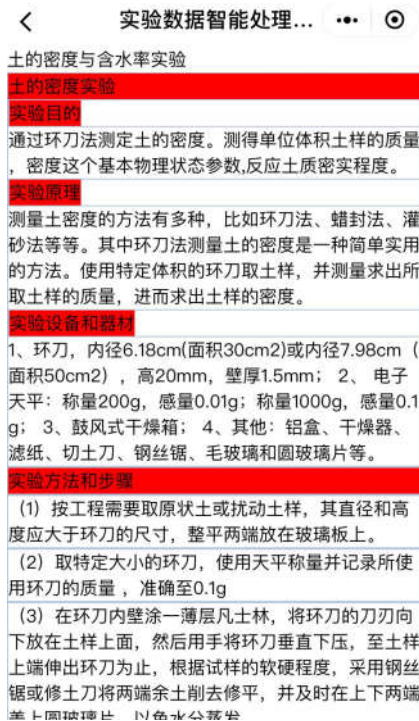 实验数据智能处理...
土的密度与含水率实验
土的密度实验
实验目的
通过环刀法测定土的密度。测得单位体积土样的质量
，密度这个基本物理状态参数,反应土质密实程度。
实验原理
测量土密度的方法有多种，比如环刀法、蜡封法、灌
砂法等等。其中环刀法测量土的密度是一种简单实用
的方法。使用特定体积的环刀取土样，并测量求出所
取土样的质量，进而求出土样的密度。
实验设备和器材
1、环刀，内径6.18cm(面积30cm2)或内径7.98cm（
面积50cm2），高20mm，壁厚1.5mm； 2、 电子
天平：称量200g，感量0.01g；称量1000g，感量0.1
g； 3、鼓风式干燥箱； 4、其他：铝盒、干燥器、
滤纸、切土刀、钢丝锯、毛玻璃和圆玻璃片等。
实验方法和步骤
（1）按工程需要取原状土或扰动土样，其直径和高
度应大于环刀的尺寸，整平两端放在玻璃板上。
（2）取特定大小的环刀，使用天平称量并记录所使
用环刀的质量 ，准确至0.1g
（3）在环刀内壁涂一薄层凡士林，将环刀的刀刃向
下放在土样上面，然后用手将环刀垂直下压，至土样
上端伸出环刀为止，根据试样的软硬程度，采用钢丝
锯或修土刀将两端余土削去修平，并及时在上下两端
盖上圆玻璃片，以免水分蒸发